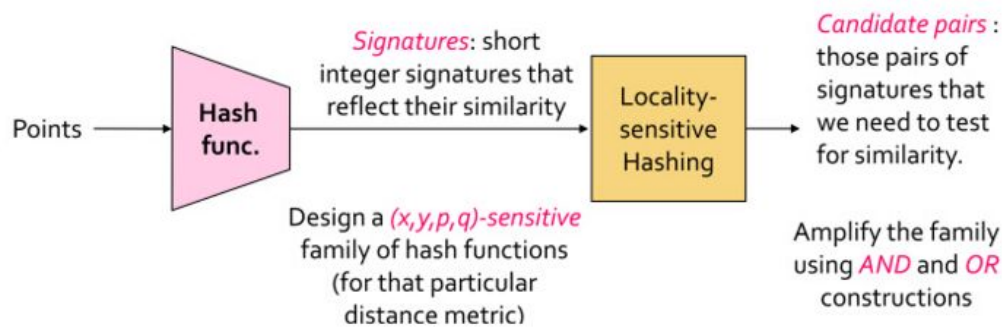 Points
Hash
func.
Signatures: short
integer signatures that
reflect their similarity
Locality-
sensitive
Hashing
Candidate pairs :
those pairs of
signatures that
we need to test
for similarity.
Design a (x,y,p,q)-sensitive
family of hash functions
(for that particular
distance metric)
Amplify the family
using AND and OR
constructions